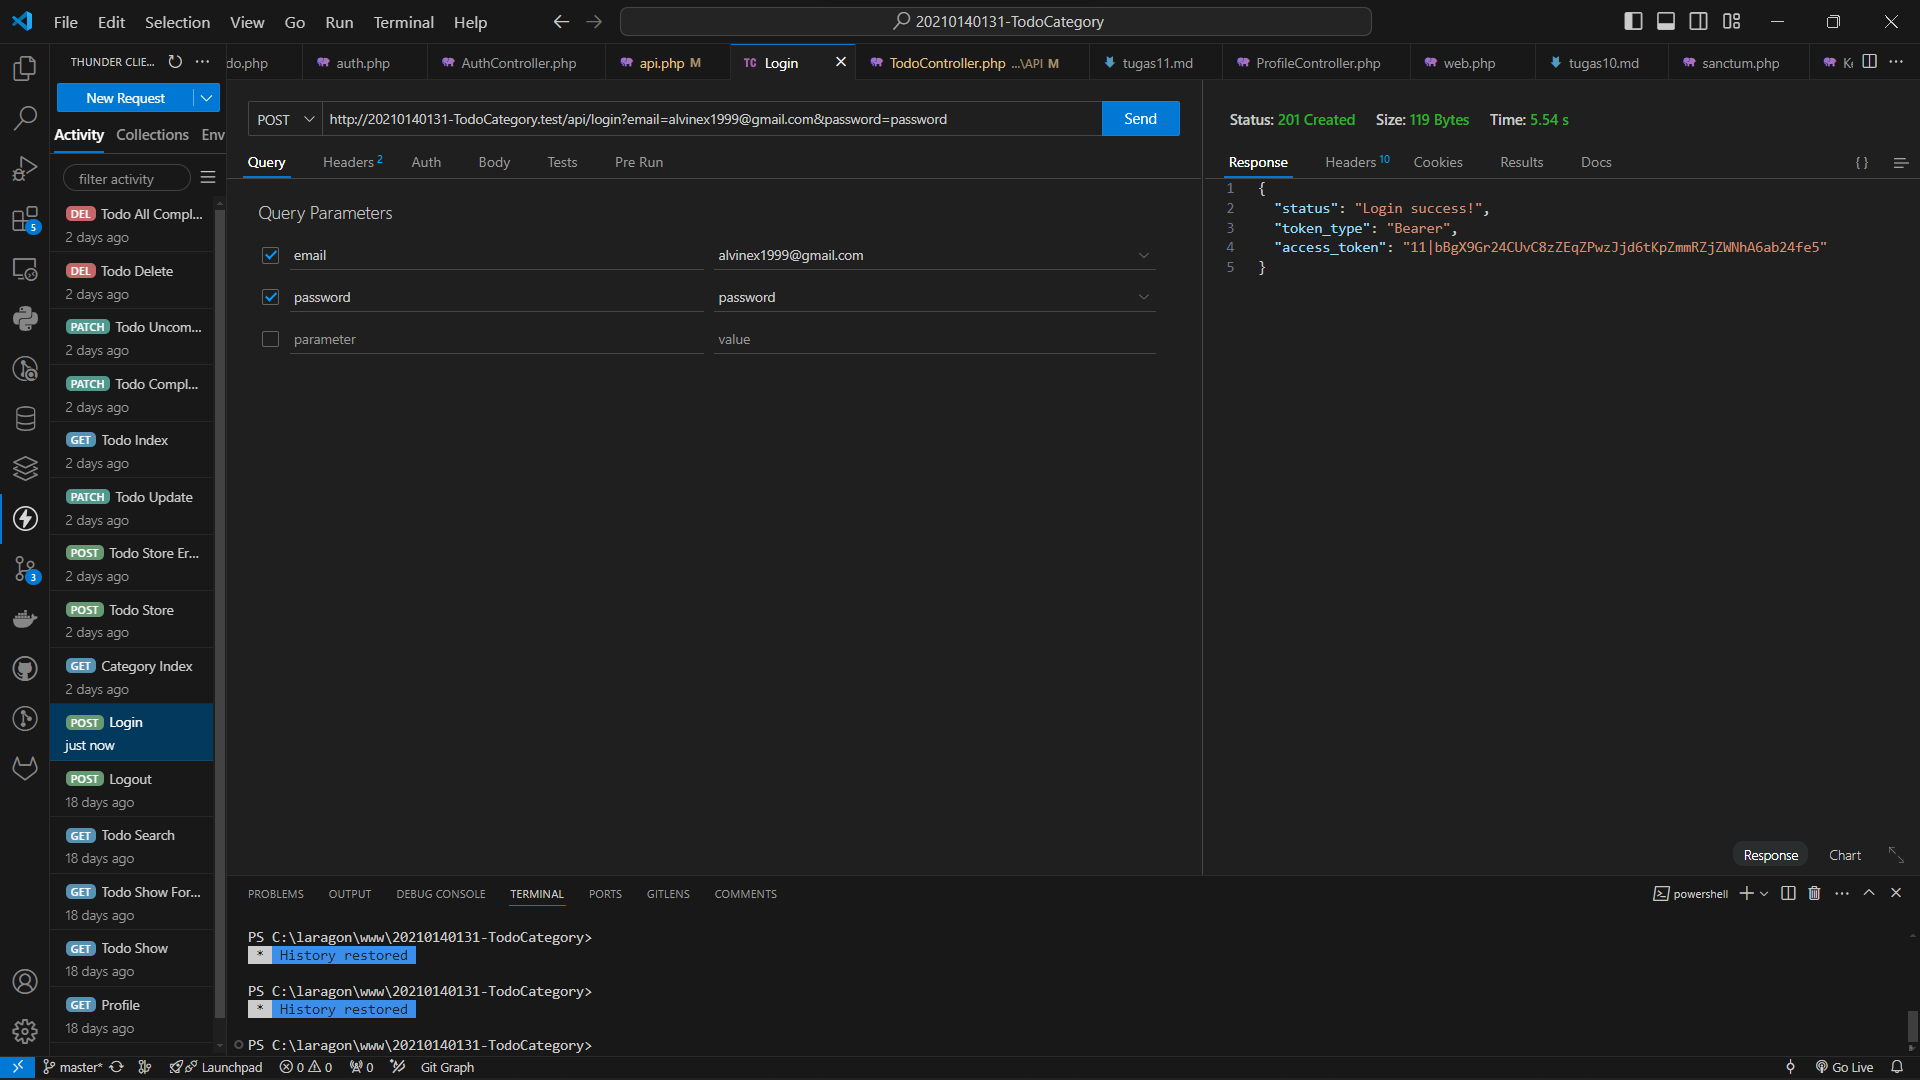 File Edit Selection View Go Run Terminal Help
20210140131-TodoCategory
THUNDER CLIE...
do.php
auth.php
AuthController.php
api.php M
TC Login
TodoController.php ...\API M
tugas11.md
ProfileController.php
web.php
tugas10.md
sanctum.php
New Request
Activity Collections Env
filter activity
DEL Todo All Compl...
2 days ago
DEL Todo Delete
2 days ago
PATCH Todo Uncom...
2 days ago
PATCH Todo Compl...
2 days ago
GET Todo Index
2 days ago
PATCH Todo Update
2 days ago
POST Todo Store Er...
2 days ago
POST Todo Store
2 days ago
GET Category Index
2 days ago
POST Login
just now
POST Logout
18 days ago
GET Todo Search
18 days ago
GET Todo Show For...
18 days ago
GET Todo Show
18 days ago
GET Profile
18 days ago
5
3
POST http://20210140131-TodoCategory.test/api/login?email=alvinex1999@gmail.com&password=password Send
Query Headers 2 Auth Body Tests Pre Run
Query Parameters
email alvinex1999@gmail.com
password password
parameter value
Status: 201 Created Size: 119 Bytes Time: 5.54 s
Response Headers 10 Cookies Results Docs { }
1 {
2 "status": "Login success!",
3 "token_type": "Bearer",
4 "access_token": "11|bBgX9Gr24CUvC8zZEqZPwzJjd6tKpZmmRZjZWNhA6ab24fe5"
5 }
Response Chart
PROBLEMS OUTPUT DEBUG CONSOLE TERMINAL PORTS GITLENS COMMENTS
powershell
PS C:\laragon\www\20210140131-TodoCategory>
* History restored
PS C:\laragon\www\20210140131-TodoCategory>
* History restored
PS C:\laragon\www\20210140131-TodoCategory>
master* Launchpad 0 0 0 Git Graph Go Live